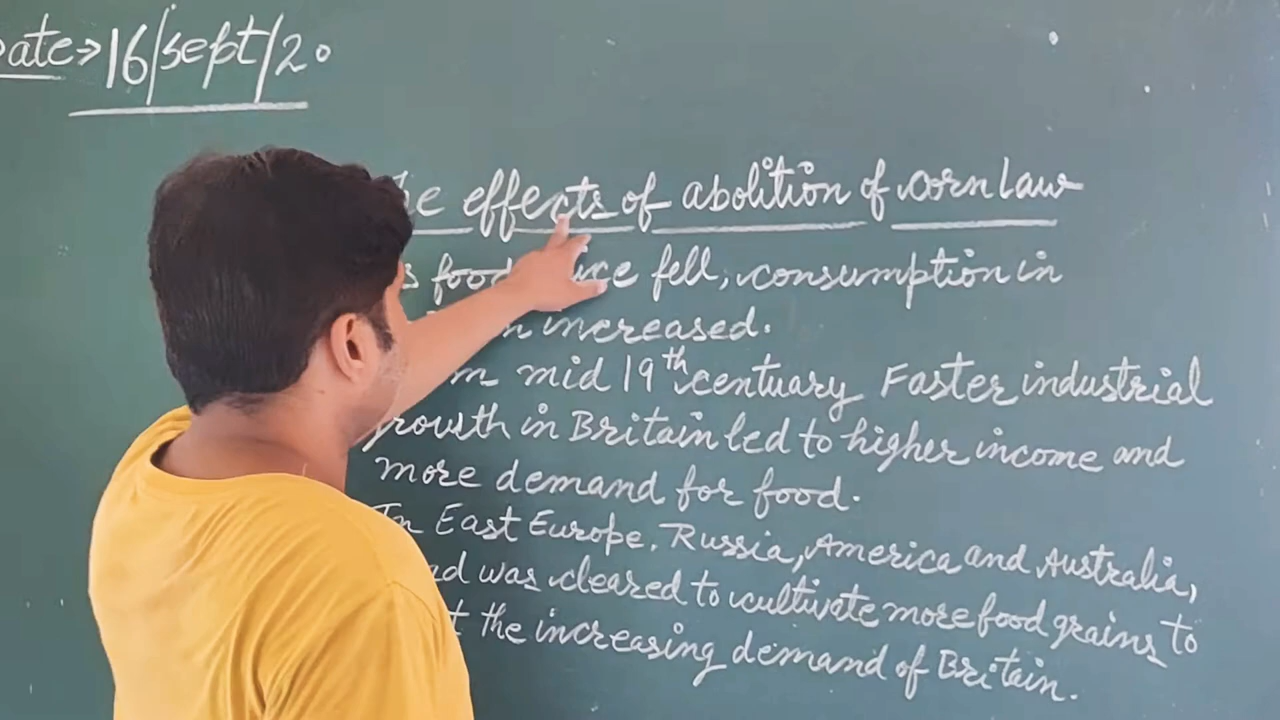 ate → 16/sept/20
effects of abolition of corn law
food fell, consumption in
increased.
mid 19th centuary Faster industrial
growth in Britain led to higher income and
more demand for food.
In East Europe, Russia, America and Australia,
was cleared to cultivate more food grains to
the increasing demand of Britain.